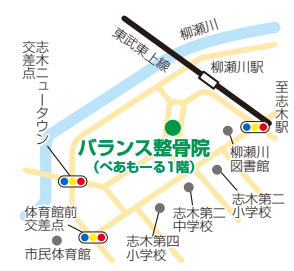 柳瀬川
東武東上線
柳瀬川駅
至志木駅
志木ニュータウン
交差点
バランス整骨院
(ぺあもーる1階)
柳瀬川
図書館
志木第二
小学校
志木第二
中学校
志木第四
小学校
体育館前
交差点
市民体育館